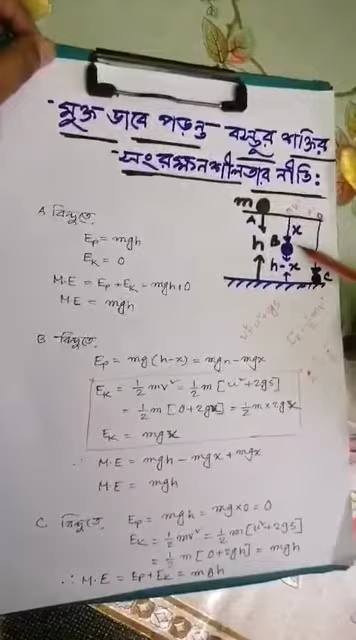 মুক্ত ভাবে পড়ন্ত বস্তুর শক্তির
সংরক্ষনশীলতার নীতি:
m
A
x
h
B
h-x
C
A বিন্দুতে
Ep = mgh
Ek = 0
M.E = Ep + Ek = mgh + 0
M.E = mgh
B বিন্দুতে
Ep = mg (h-x) = mgh - mgx
Ek = ½mv² = ½m [u² + 2gs]
= ½m [0 + 2gx] = ½m x 2gx
Ek = mgx
∴ M.E = mgh - mgx + mgx
M.E = mgh
C বিন্দুতে, Ep = mgh = mg x 0 = 0
Ek = ½mv² = ½m [u² + 2gs]
= ½m [0 + 2gh] = mgh
∴ M.E = Ep + Ek = mgh